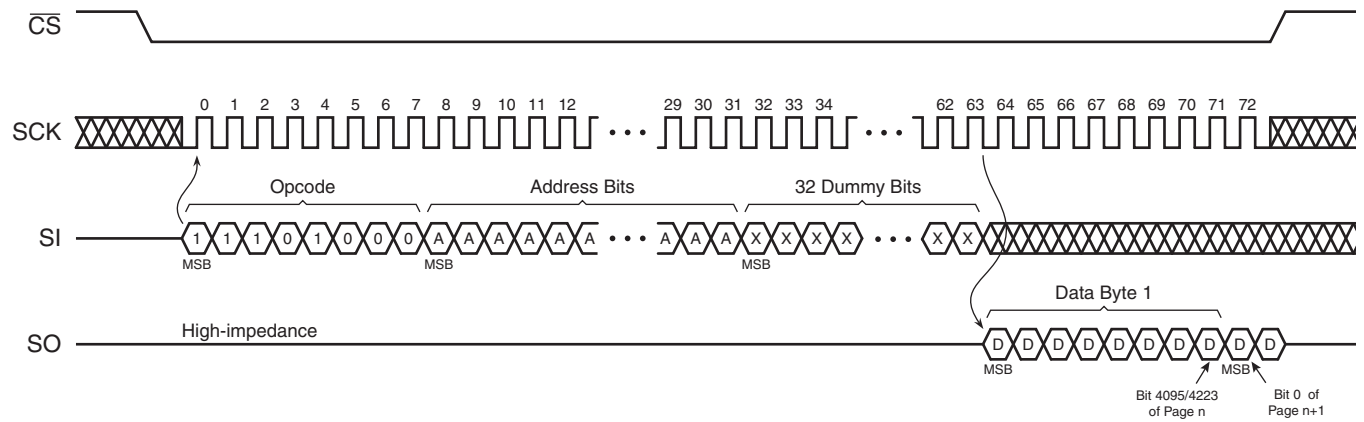 CS
0 1 2 3 4 5 6 7 8 9 10 11 12 29 30 31 32 33 34 62 63 64 65 66 67 68 69 70 71 72
SCK
Opcode Address Bits 32 Dummy Bits
SI 1 1 1 0 1 0 0 0 A A A A A A A A A X X X X X X
MSB MSB MSB
Data Byte 1
High-impedance
SO D D D D D D D D D D
MSB MSB
Bit 4095/4223 Bit 0 of
of Page n Page n+1